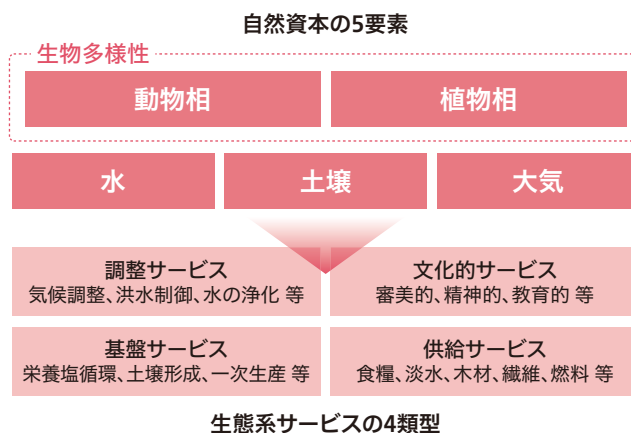 自然資本の5要素
生物多様性
動物相
植物相
水
土壌
大気
調整サービス
気候調整、洪水制御、水の浄化 等
文化的サービス
審美的、精神的、教育的 等
基盤サービス
栄養塩循環、土壌形成、一次生産 等
供給サービス
食糧、淡水、木材、繊維、燃料 等
生態系サービスの4類型